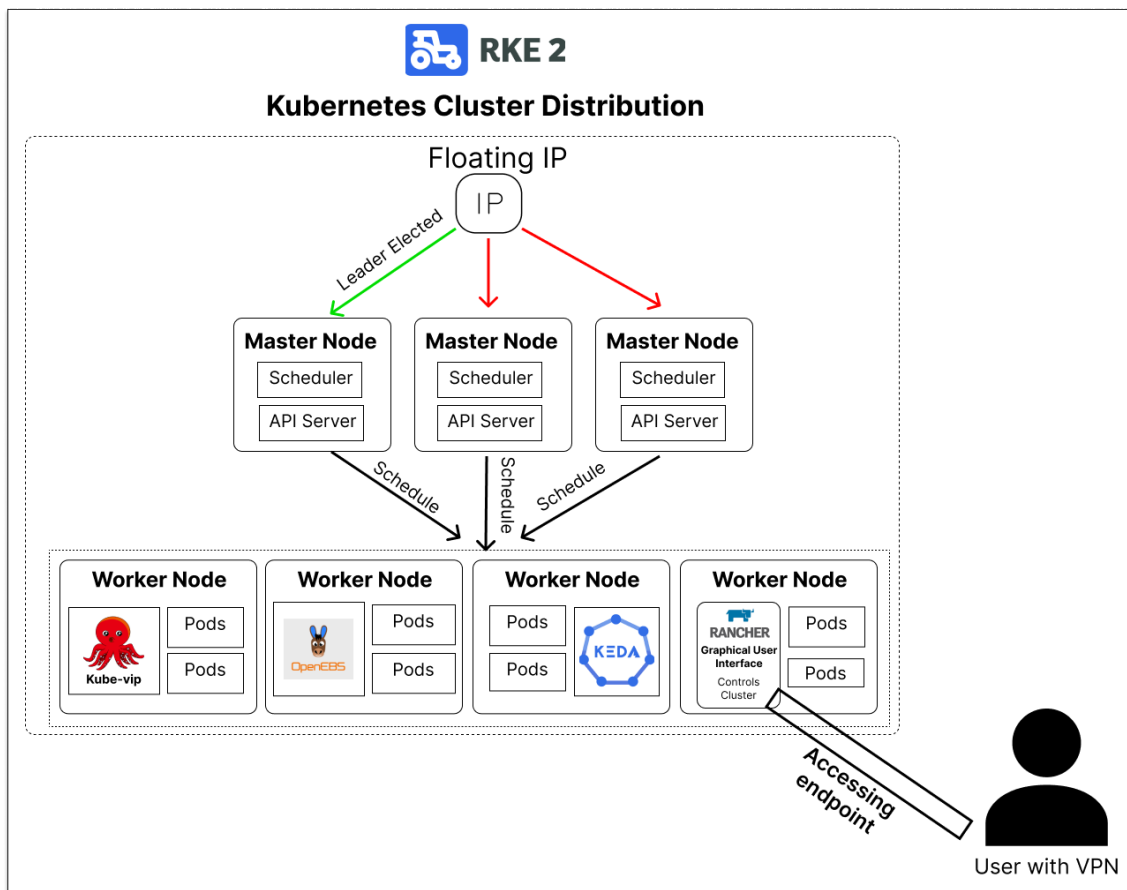 RKE 2
Kubernetes Cluster Distribution
Floating IP
IP
Leader Elected
Master Node
Scheduler
API Server
Master Node
Scheduler
API Server
Master Node
Scheduler
API Server
Schedule
Schedule
Schedule
Worker Node
Kube-vip
Pods
Pods
Worker Node
OpenEBS
Pods
Pods
Worker Node
Pods
Pods
KEDA
Worker Node
RANCHER
Graphical User
Interface
Controls
Cluster
Pods
Pods
Accessing
endpoint
User with VPN